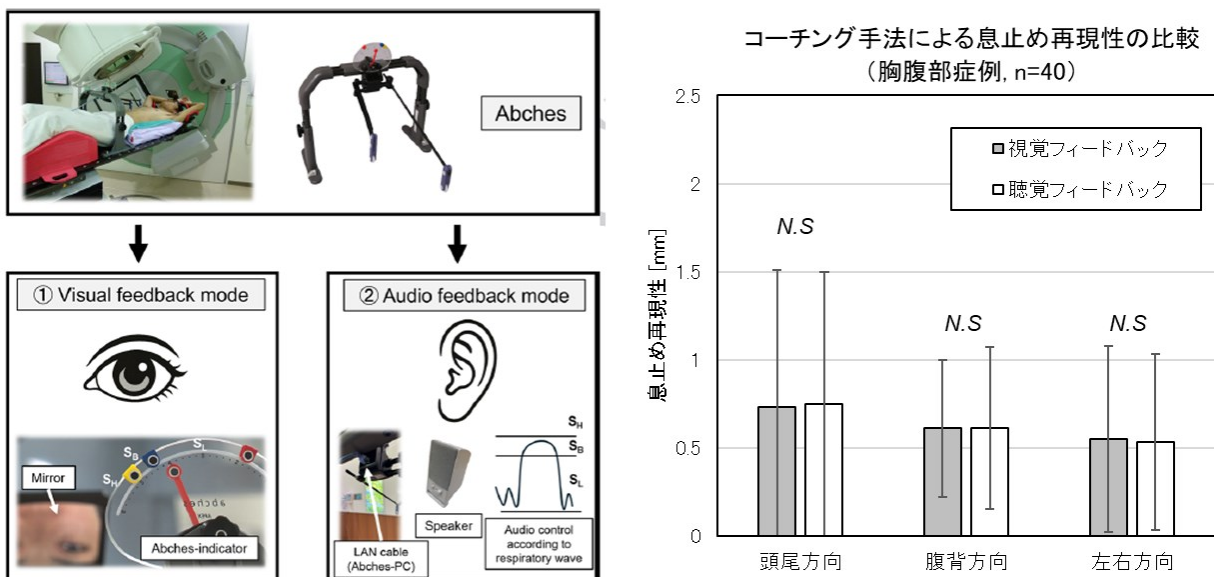 Abches
① Visual feedback mode
S_L
S_B
S_H
Mirror
Abches-indicator
② Audio feedback mode
S_H
S_B
S_L
Speaker
LAN cable
(Abches-PC)
Audio control
according to
respiratory wave
コーチング手法による息止め再現性の比較
(胸腹部症例, n=40)
息止め再現性 [mm]
2.5
2
1.5
1
0.5
0
視覚フィードバック
聴覚フィードバック
N.S
N.S
N.S
頭尾方向
腹背方向
左右方向